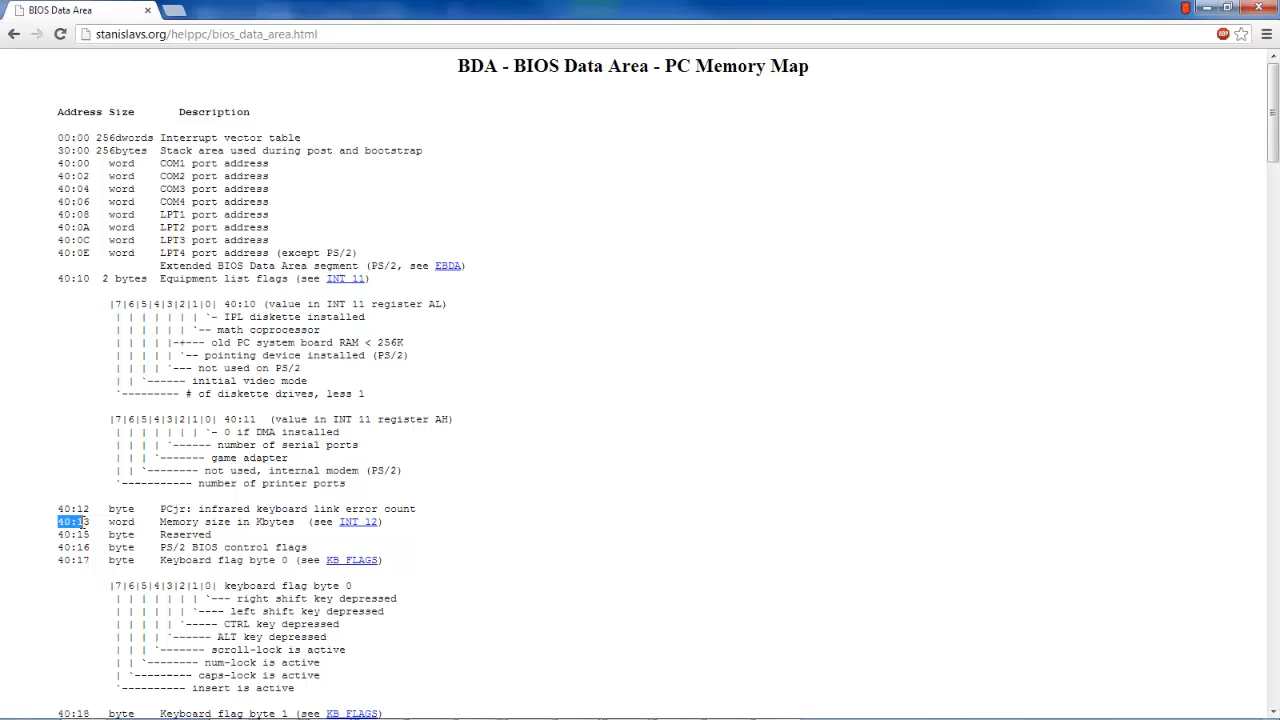 BIOS Data Area
stanislavs.org/helppc/bios_data_area.html
ABP
BDA - BIOS Data Area - PC Memory Map
Address Size Description
00:00 256dwords Interrupt vector table
30:00 256bytes Stack area used during post and bootstrap
40:00 word COM1 port address
40:02 word COM2 port address
40:04 word COM3 port address
40:06 word COM4 port address
40:08 word LPT1 port address
40:0A word LPT2 port address
40:0C word LPT3 port address
40:0E word LPT4 port address (except PS/2)
Extended BIOS Data Area segment (PS/2, see EBDA)
40:10 2 bytes Equipment list flags (see INT 11)
|7|6|5|4|3|2|1|0| 40:10 (value in INT 11 register AL)
| | | | | | | `- IPL diskette installed
| | | | | | `-- math coprocessor
| | | | |-+--- old PC system board RAM < 256K
| | | | | `-- pointing device installed (PS/2)
| | | | `--- not used on PS/2
| | `------ initial video mode
`--------- # of diskette drives, less 1
|7|6|5|4|3|2|1|0| 40:11 (value in INT 11 register AH)
| | | | | | | `- 0 if DMA installed
| | | | `------ number of serial ports
| | | `------- game adapter
| | `-------- not used, internal modem (PS/2)
`----------- number of printer ports
40:12 byte PCjr: infrared keyboard link error count
40:13 word Memory size in Kbytes (see INT 12)
40:15 byte Reserved
40:16 byte PS/2 BIOS control flags
40:17 byte Keyboard flag byte 0 (see KB FLAGS)
|7|6|5|4|3|2|1|0| keyboard flag byte 0
| | | | | | | `--- right shift key depressed
| | | | | | `---- left shift key depressed
| | | | | `----- CTRL key depressed
| | | | `------ ALT key depressed
| | | `------- scroll-lock is active
| | `-------- num-lock is active
| `--------- caps-lock is active
`---------- insert is active
40:18 byte Keyboard flag byte 1 (see KB FLAGS)